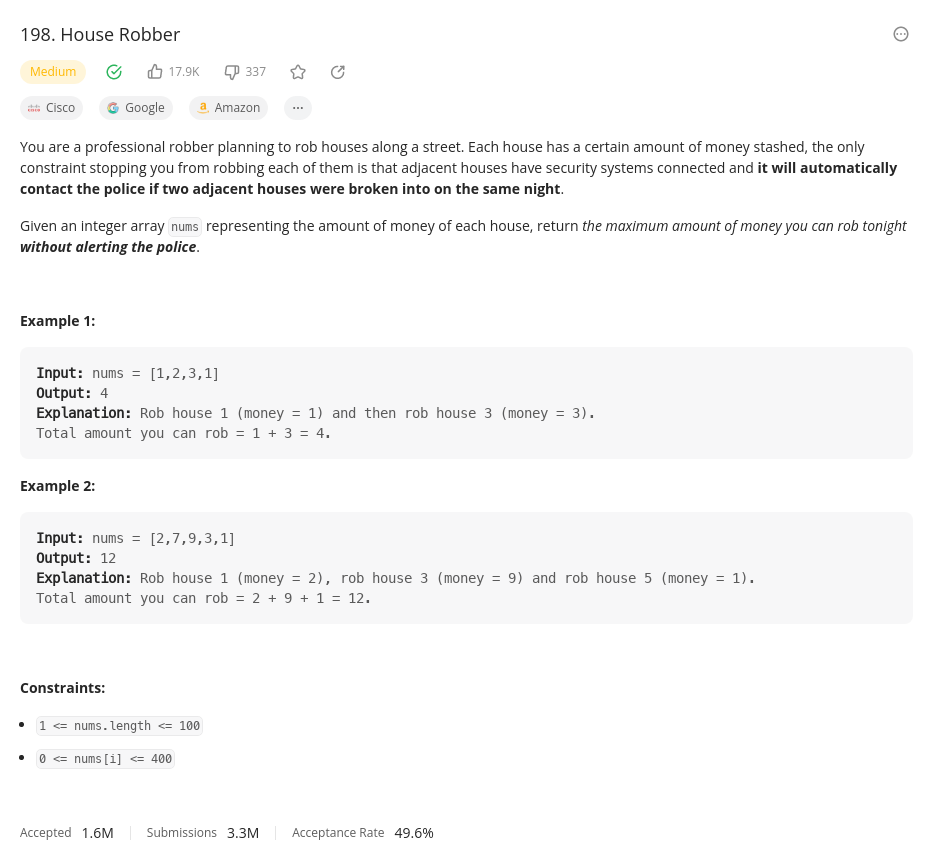 198. House Robber
Medium
17.9K
337
Cisco
Google
Amazon
...
You are a professional robber planning to rob houses along a street. Each house has a certain amount of money stashed, the only
constraint stopping you from robbing each of them is that adjacent houses have security systems connected and it will automatically
contact the police if two adjacent houses were broken into on the same night.
Given an integer array nums representing the amount of money of each house, return the maximum amount of money you can rob tonight
without alerting the police.
Example 1:
Input: nums = [1,2,3,1]
Output: 4
Explanation: Rob house 1 (money = 1) and then rob house 3 (money = 3).
Total amount you can rob = 1 + 3 = 4.
Example 2:
Input: nums = [2,7,9,3,1]
Output: 12
Explanation: Rob house 1 (money = 2), rob house 3 (money = 9) and rob house 5 (money = 1).
Total amount you can rob = 2 + 9 + 1 = 12.
Constraints:
• 1 <= nums.length <= 100
• 0 <= nums[i] <= 400
Accepted 1.6M Submissions 3.3M Acceptance Rate 49.6%